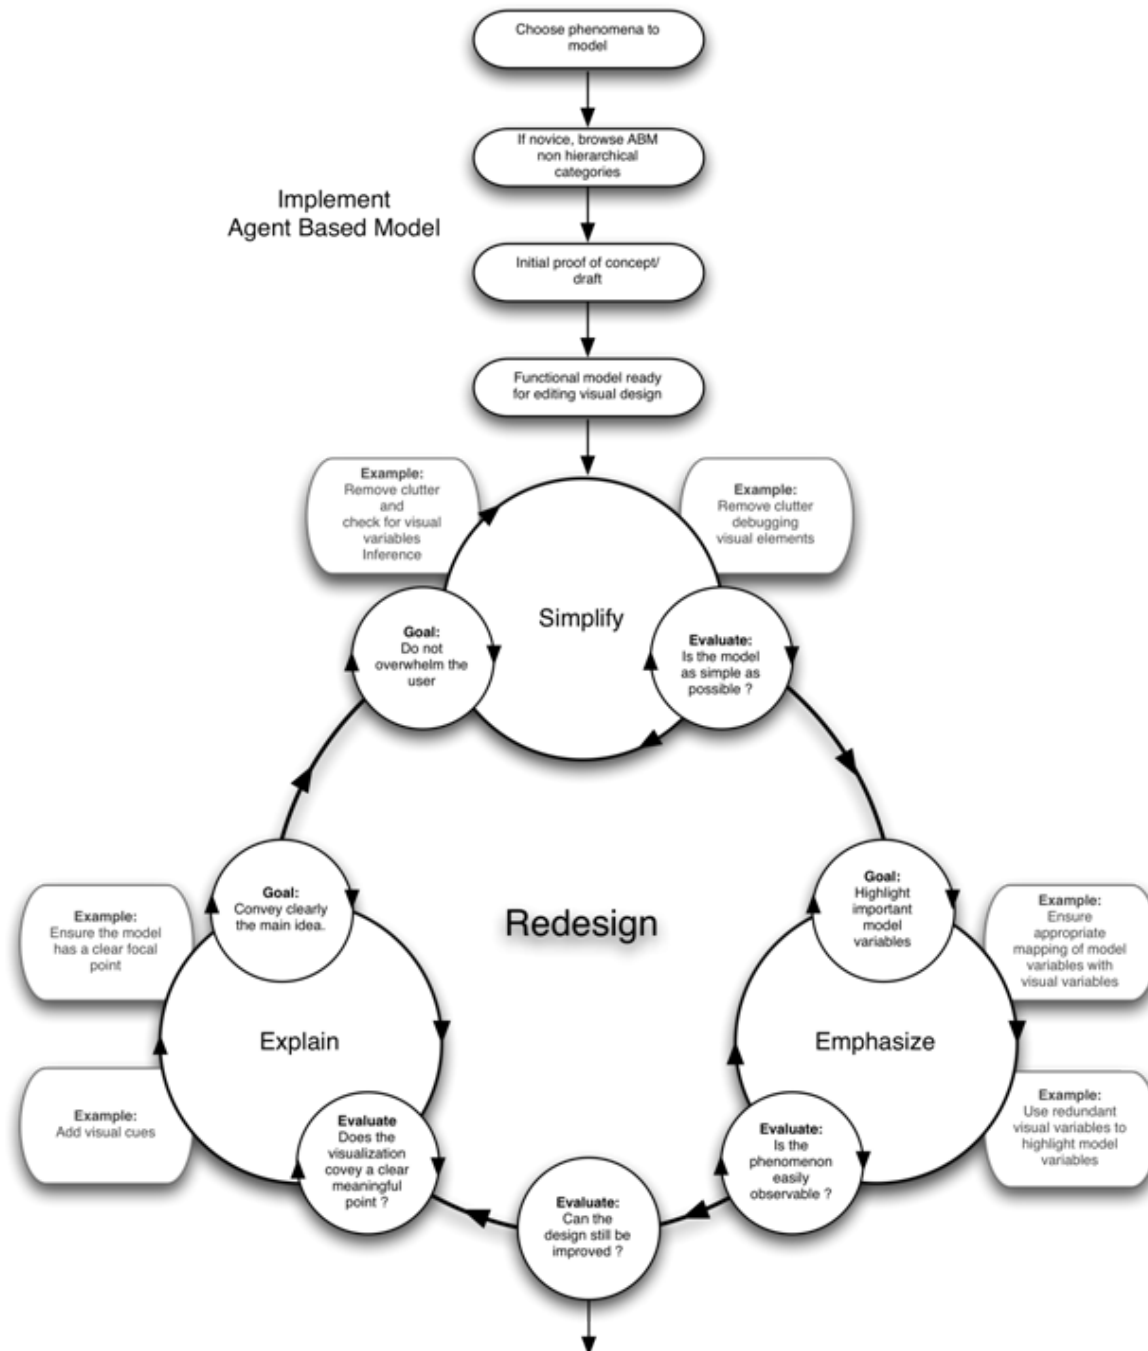 Choose phenomena to
model
If novice, browse ABM
non hierarchical
categories
Implement
Agent Based Model
Initial proof of concept/
draft
Functional model ready
for editing visual design
Example:
Remove clutter
and
check for visual
variables
Inference
Example:
Remove clutter
debugging
visual elements
Simplify
Goal:
Do not
overwhelm the
user
Evaluate:
Is the model
as simple as
possible ?
Goal:
Convey clearly
the main idea.
Goal:
Highlight
important
model
variables
Example:
Ensure the model
has a clear focal
point
Redesign
Example:
Ensure
appropriate
mapping of model
variables with
visual variables
Explain
Emphasize
Example:
Add visual cues
Evaluate
Does the
visualization
covey a clear
meaningful
point ?
Evaluate:
Can the
design still be
improved ?
Evaluate:
Is the
phenomenon
easily
observable ?
Example:
Use redundant
visual variables to
highlight model
variables